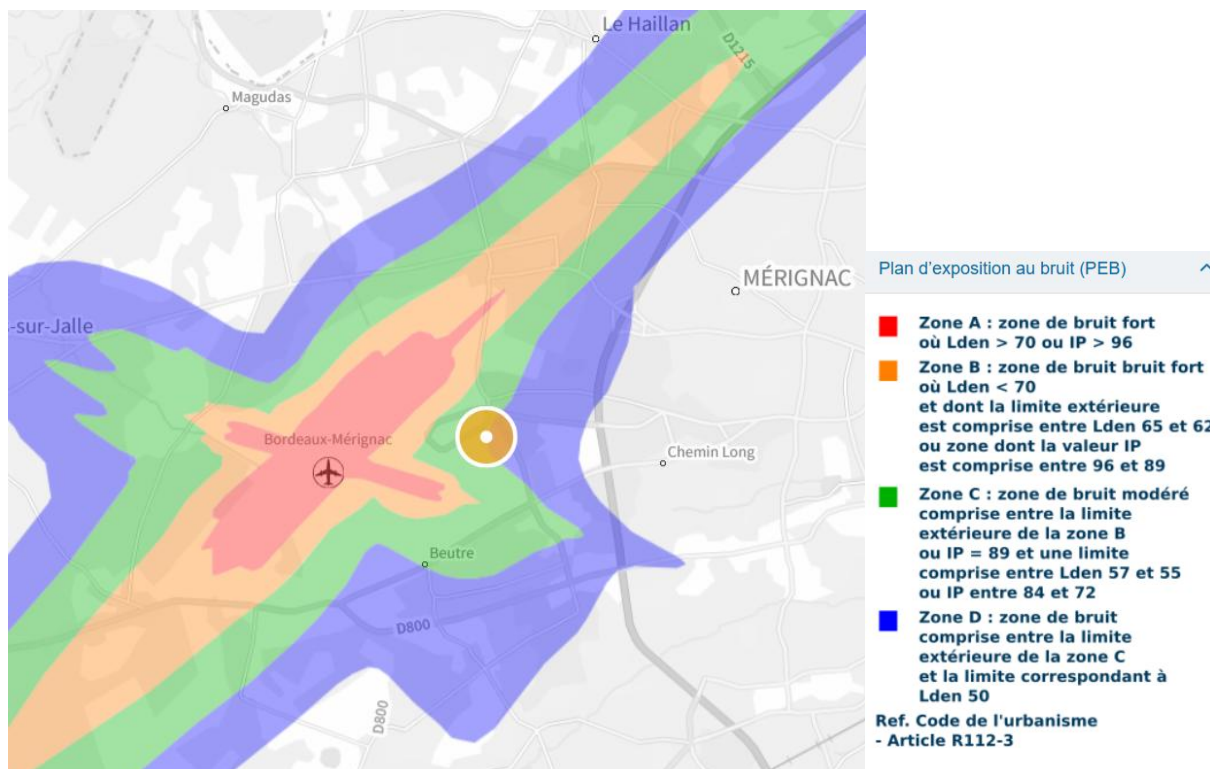 Le Haillan
D1215
Magudas
MÉRIGNAC
-sur-Jalle
Bordeaux-Mérignac
Chemin Long
Beutre
D800
D800
Plan d'exposition au bruit (PEB)
Zone A : zone de bruit fort
où Lden > 70 ou IP > 96
Zone B : zone de bruit bruit fort
où Lden < 70
et dont la limite extérieure
est comprise entre Lden 65 et 62
ou zone dont la valeur IP
est comprise entre 96 et 89
Zone C : zone de bruit modéré
comprise entre la limite
extérieure de la zone B
ou IP = 89 et une limite
comprise entre Lden 57 et 55
ou IP entre 84 et 72
Zone D : zone de bruit
comprise entre la limite
extérieure de la zone C
et la limite correspondant à
Lden 50
Ref. Code de l'urbanisme
- Article R112-3